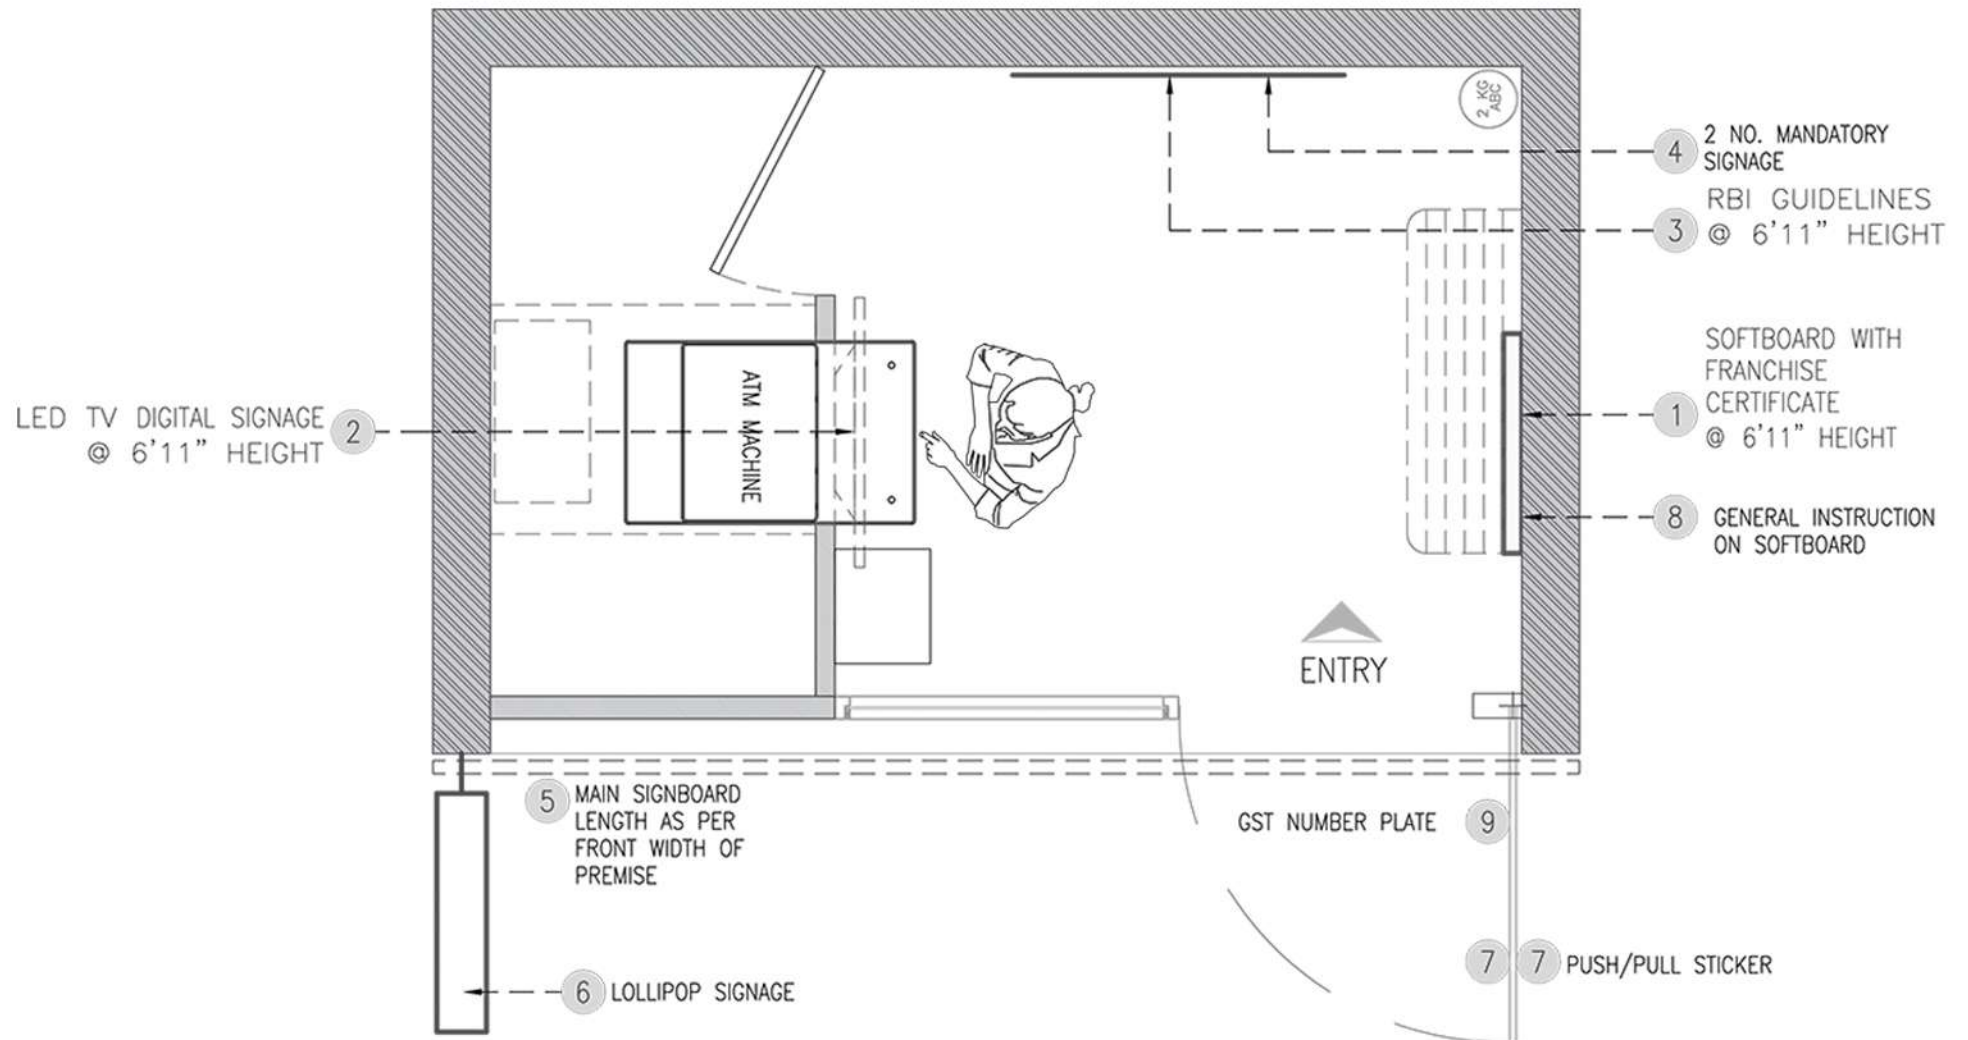 2 KG
ABC
4
2 NO. MANDATORY
SIGNAGE
3
RBI GUIDELINES
@ 6'11" HEIGHT
1
SOFTBOARD WITH
FRANCHISE
CERTIFICATE
@ 6'11" HEIGHT
8
GENERAL INSTRUCTION
ON SOFTBOARD
LED TV DIGITAL SIGNAGE
@ 6'11" HEIGHT
2
ATM MACHINE
ENTRY
5
MAIN SIGNBOARD
LENGTH AS PER
FRONT WIDTH OF
PREMISE
GST NUMBER PLATE 9
7 7 PUSH/PULL STICKER
6 LOLLIPOP SIGNAGE